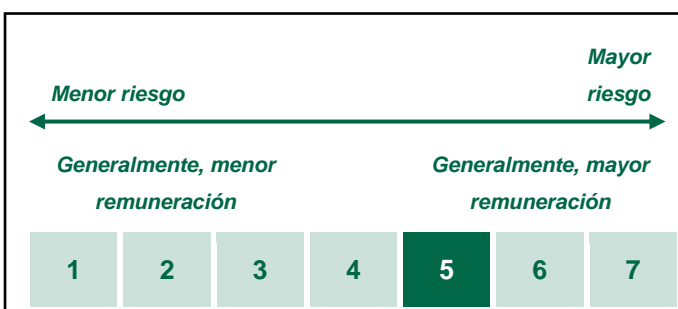 Mayor
Menor riesgo riesgo
Generalmente, menor Generalmente, mayor
remuneración remuneración
1 2 3 4 5 6 7